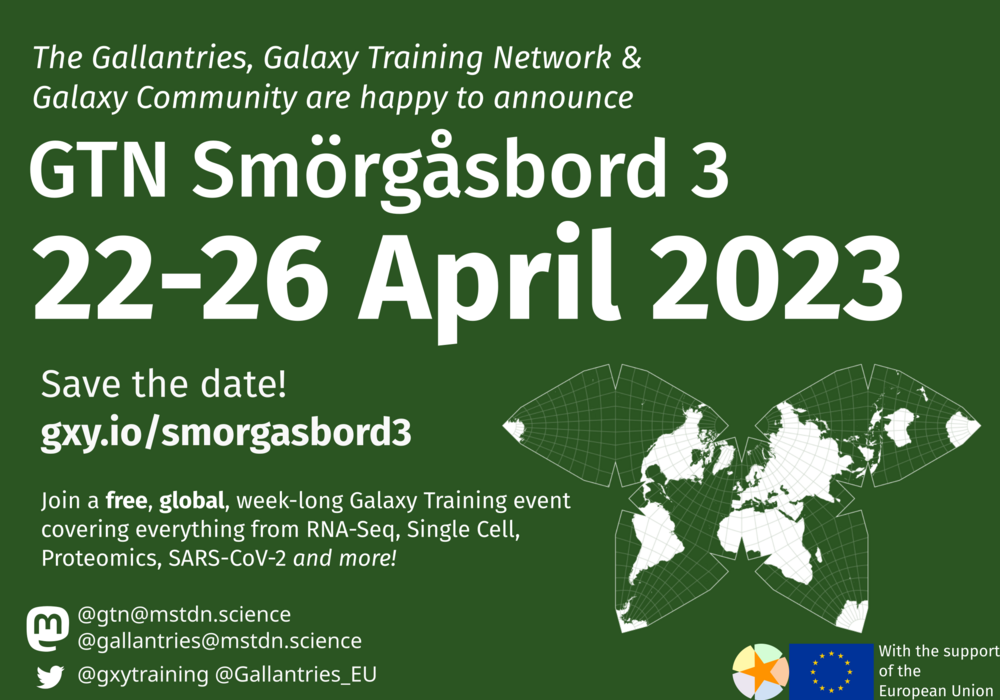 The Gallantries, Galaxy Training Network &
Galaxy Community are happy to announce
GTN Smörgåsbord 3
22-26 April 2023
Save the date!
gxy.io/smorgasbord3
Join a free, global, week-long Galaxy Training event
covering everything from RNA-Seq, Single Cell,
Proteomics, SARS-CoV-2 and more!
@gtn@mstdn.science
@gallantries@mstdn.science
@gxytraining @Gallantries_EU
With the support
of the
European Union